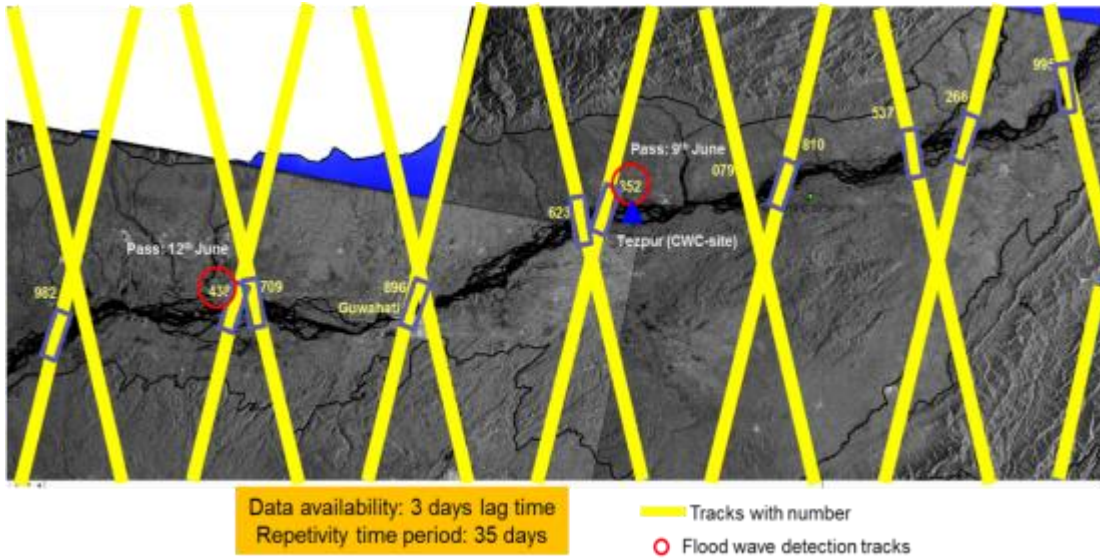 995
266
537
Pass: 9th June
810
079
352
623
Tezpur (CWC-site)
Pass: 12th June
982
438
709
896
Guwahati
Data availability: 3 days lag time
Repetivity time period: 35 days
Tracks with number
Flood wave detection tracks